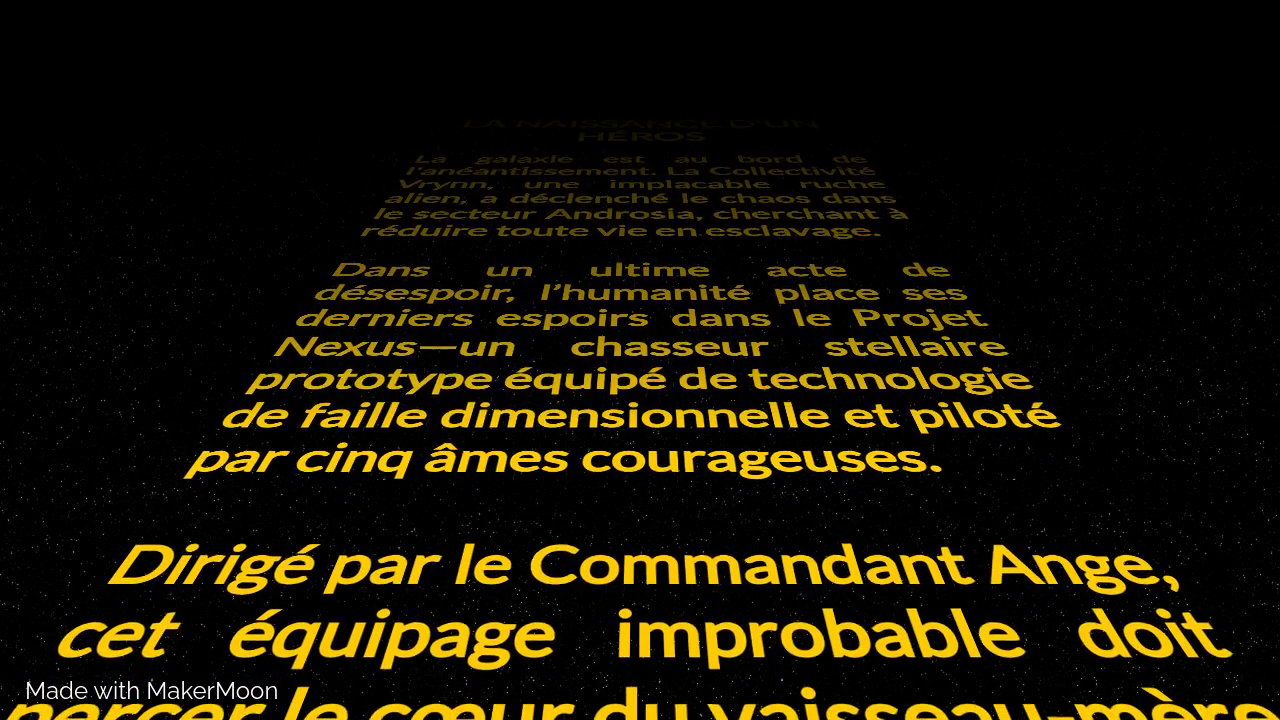 LA NAISSANCE D'UN
HÉROS
La galaxie est au bord de
l'anéantissement. La Collectivité
Vrynn, une implacable ruche
alien, a déclenché le chaos dans
le secteur Androsia, cherchant à
réduire toute vie en esclavage.
Dans un ultime acte de
désespoir, l’humanité place ses
derniers espoirs dans le Projet
Nexus—un chasseur stellaire
prototype équipé de technologie
de faille dimensionnelle et piloté
par cinq âmes courageuses.
Dirigé par le Commandant Ange,
cet équipage improbable doit
percer le cœur du vaisseau-mère
Made with MakerMoon